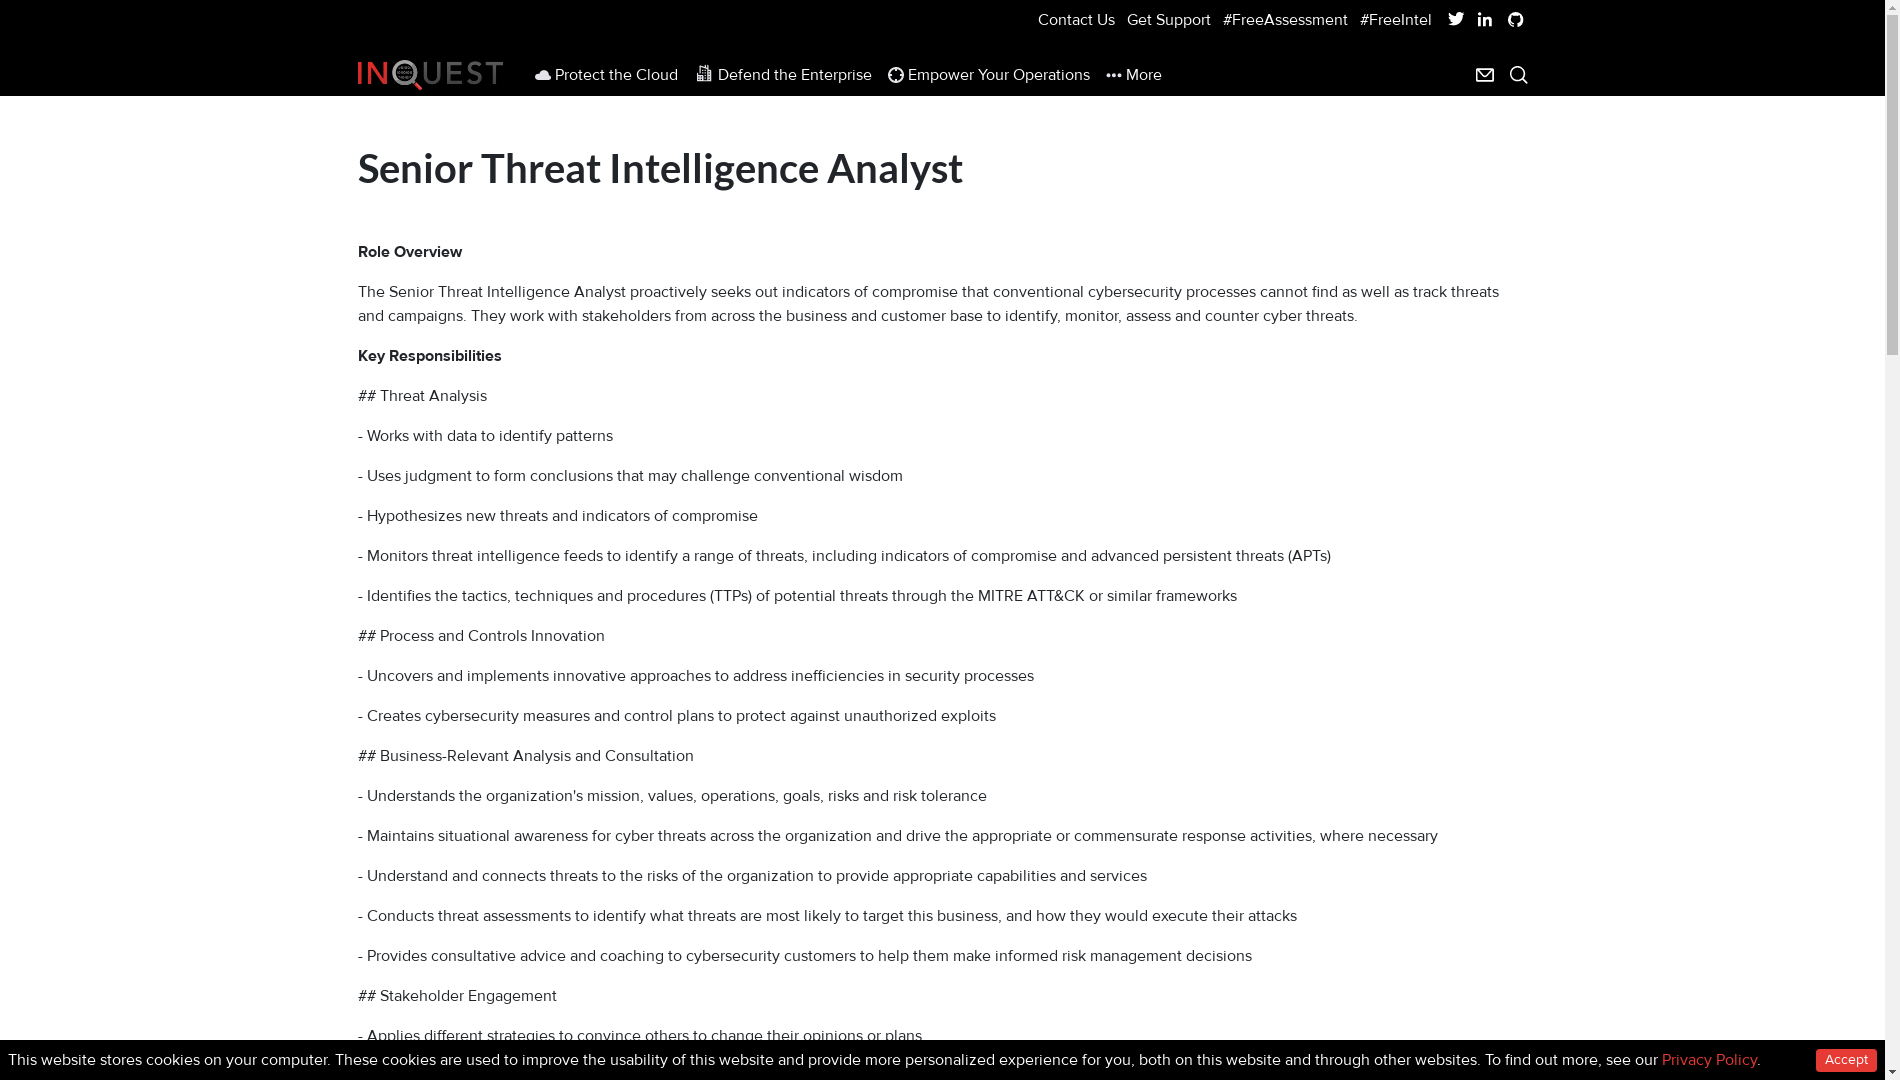 Contact Us Get Support #FreeAssessment #FreeIntel
INQUEST Protect the Cloud Defend the Enterprise Empower Your Operations More
Senior Threat Intelligence Analyst
Role Overview
The Senior Threat Intelligence Analyst proactively seeks out indicators of compromise that conventional cybersecurity processes cannot find as well as track threats
and campaigns. They work with stakeholders from across the business and customer base to identify, monitor, assess and counter cyber threats.
Key Responsibilities
## Threat Analysis
- Works with data to identify patterns
- Uses judgment to form conclusions that may challenge conventional wisdom
- Hypothesizes new threats and indicators of compromise
- Monitors threat intelligence feeds to identify a range of threats, including indicators of compromise and advanced persistent threats (APTs)
- Identifies the tactics, techniques and procedures (TTPs) of potential threats through the MITRE ATT&CK or similar frameworks
## Process and Controls Innovation
- Uncovers and implements innovative approaches to address inefficiencies in security processes
- Creates cybersecurity measures and control plans to protect against unauthorized exploits
## Business-Relevant Analysis and Consultation
- Understands the organization's mission, values, operations, goals, risks and risk tolerance
- Maintains situational awareness for cyber threats across the organization and drive the appropriate or commensurate response activities, where necessary
- Understand and connects threats to the risks of the organization to provide appropriate capabilities and services
- Conducts threat assessments to identify what threats are most likely to target this business, and how they would execute their attacks
- Provides consultative advice and coaching to cybersecurity customers to help them make informed risk management decisions
## Stakeholder Engagement
- Applies different strategies to convince others to change their opinions or plans
This website stores cookies on your computer. These cookies are used to improve the usability of this website and provide more personalized experience for you, both on this website and through other websites. To find out more, see our Privacy Policy. Accept